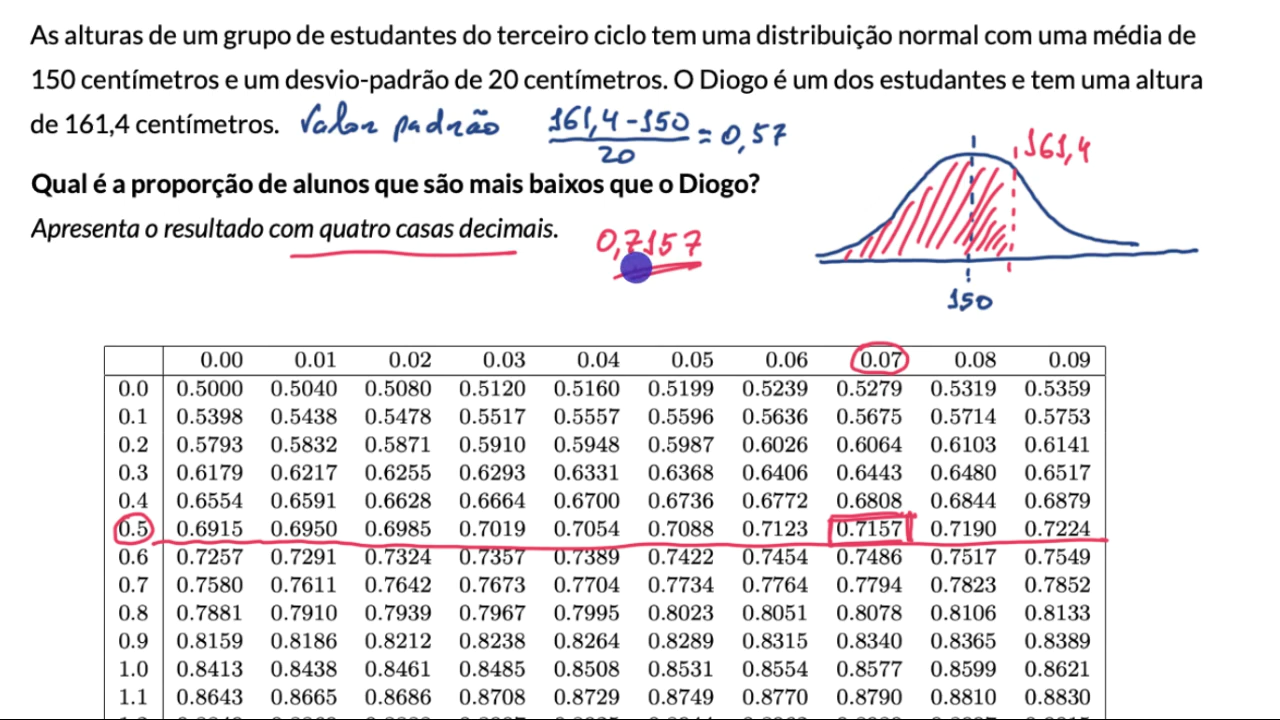 As alturas de um grupo de estudantes do terceiro ciclo tem uma distribuição normal com uma média de
150 centímetros e um desvio-padrão de 20 centímetros. O Diogo é um dos estudantes e tem uma altura
de 161,4 centímetros. Valor padrão 161,4-150 / 20 = 0,57
161,4
Qual é a proporção de alunos que são mais baixos que o Diogo?
Apresenta o resultado com quatro casas decimais. 0,7157
150
0.00 0.01 0.02 0.03 0.04 0.05 0.06 0.07 0.08 0.09
0.0 0.5000 0.5040 0.5080 0.5120 0.5160 0.5199 0.5239 0.5279 0.5319 0.5359
0.1 0.5398 0.5438 0.5478 0.5517 0.5557 0.5596 0.5636 0.5675 0.5714 0.5753
0.2 0.5793 0.5832 0.5871 0.5910 0.5948 0.5987 0.6026 0.6064 0.6103 0.6141
0.3 0.6179 0.6217 0.6255 0.6293 0.6331 0.6368 0.6406 0.6443 0.6480 0.6517
0.4 0.6554 0.6591 0.6628 0.6664 0.6700 0.6736 0.6772 0.6808 0.6844 0.6879
0.5 0.6915 0.6950 0.6985 0.7019 0.7054 0.7088 0.7123 0.7157 0.7190 0.7224
0.6 0.7257 0.7291 0.7324 0.7357 0.7389 0.7422 0.7454 0.7486 0.7517 0.7549
0.7 0.7580 0.7611 0.7642 0.7673 0.7704 0.7734 0.7764 0.7794 0.7823 0.7852
0.8 0.7881 0.7910 0.7939 0.7967 0.7995 0.8023 0.8051 0.8078 0.8106 0.8133
0.9 0.8159 0.8186 0.8212 0.8238 0.8264 0.8289 0.8315 0.8340 0.8365 0.8389
1.0 0.8413 0.8438 0.8461 0.8485 0.8508 0.8531 0.8554 0.8577 0.8599 0.8621
1.1 0.8643 0.8665 0.8686 0.8708 0.8729 0.8749 0.8770 0.8790 0.8810 0.8830